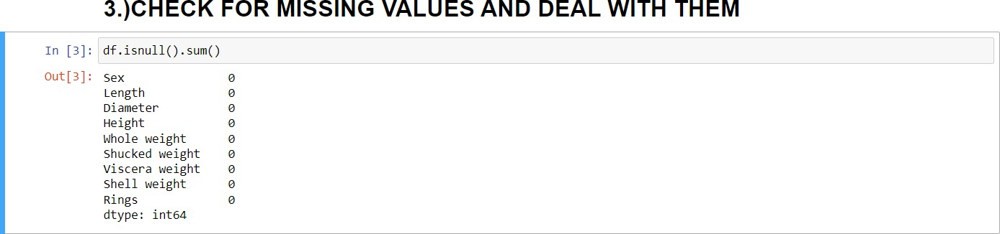 3.)CHECK FOR MISSING VALUES AND DEAL WITH THEM
In [3]: df.isnull().sum()
Out[3]: Sex 0
Length 0
Diameter 0
Height 0
Whole weight 0
Shucked weight 0
Viscera weight 0
Shell weight 0
Rings 0
dtype: int64